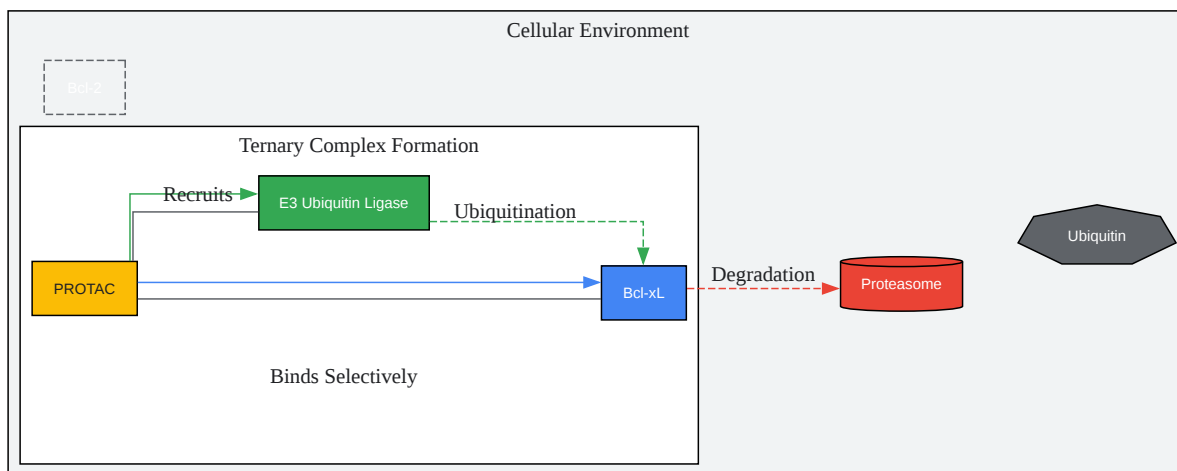 Cellular Environment
Bcl-2
Ternary Complex Formation
Recruits
E3 Ubiquitin Ligase
Ubiquitination
Ubiquitin
PROTAC
Bcl-xL
Degradation
Proteasome
Binds Selectively